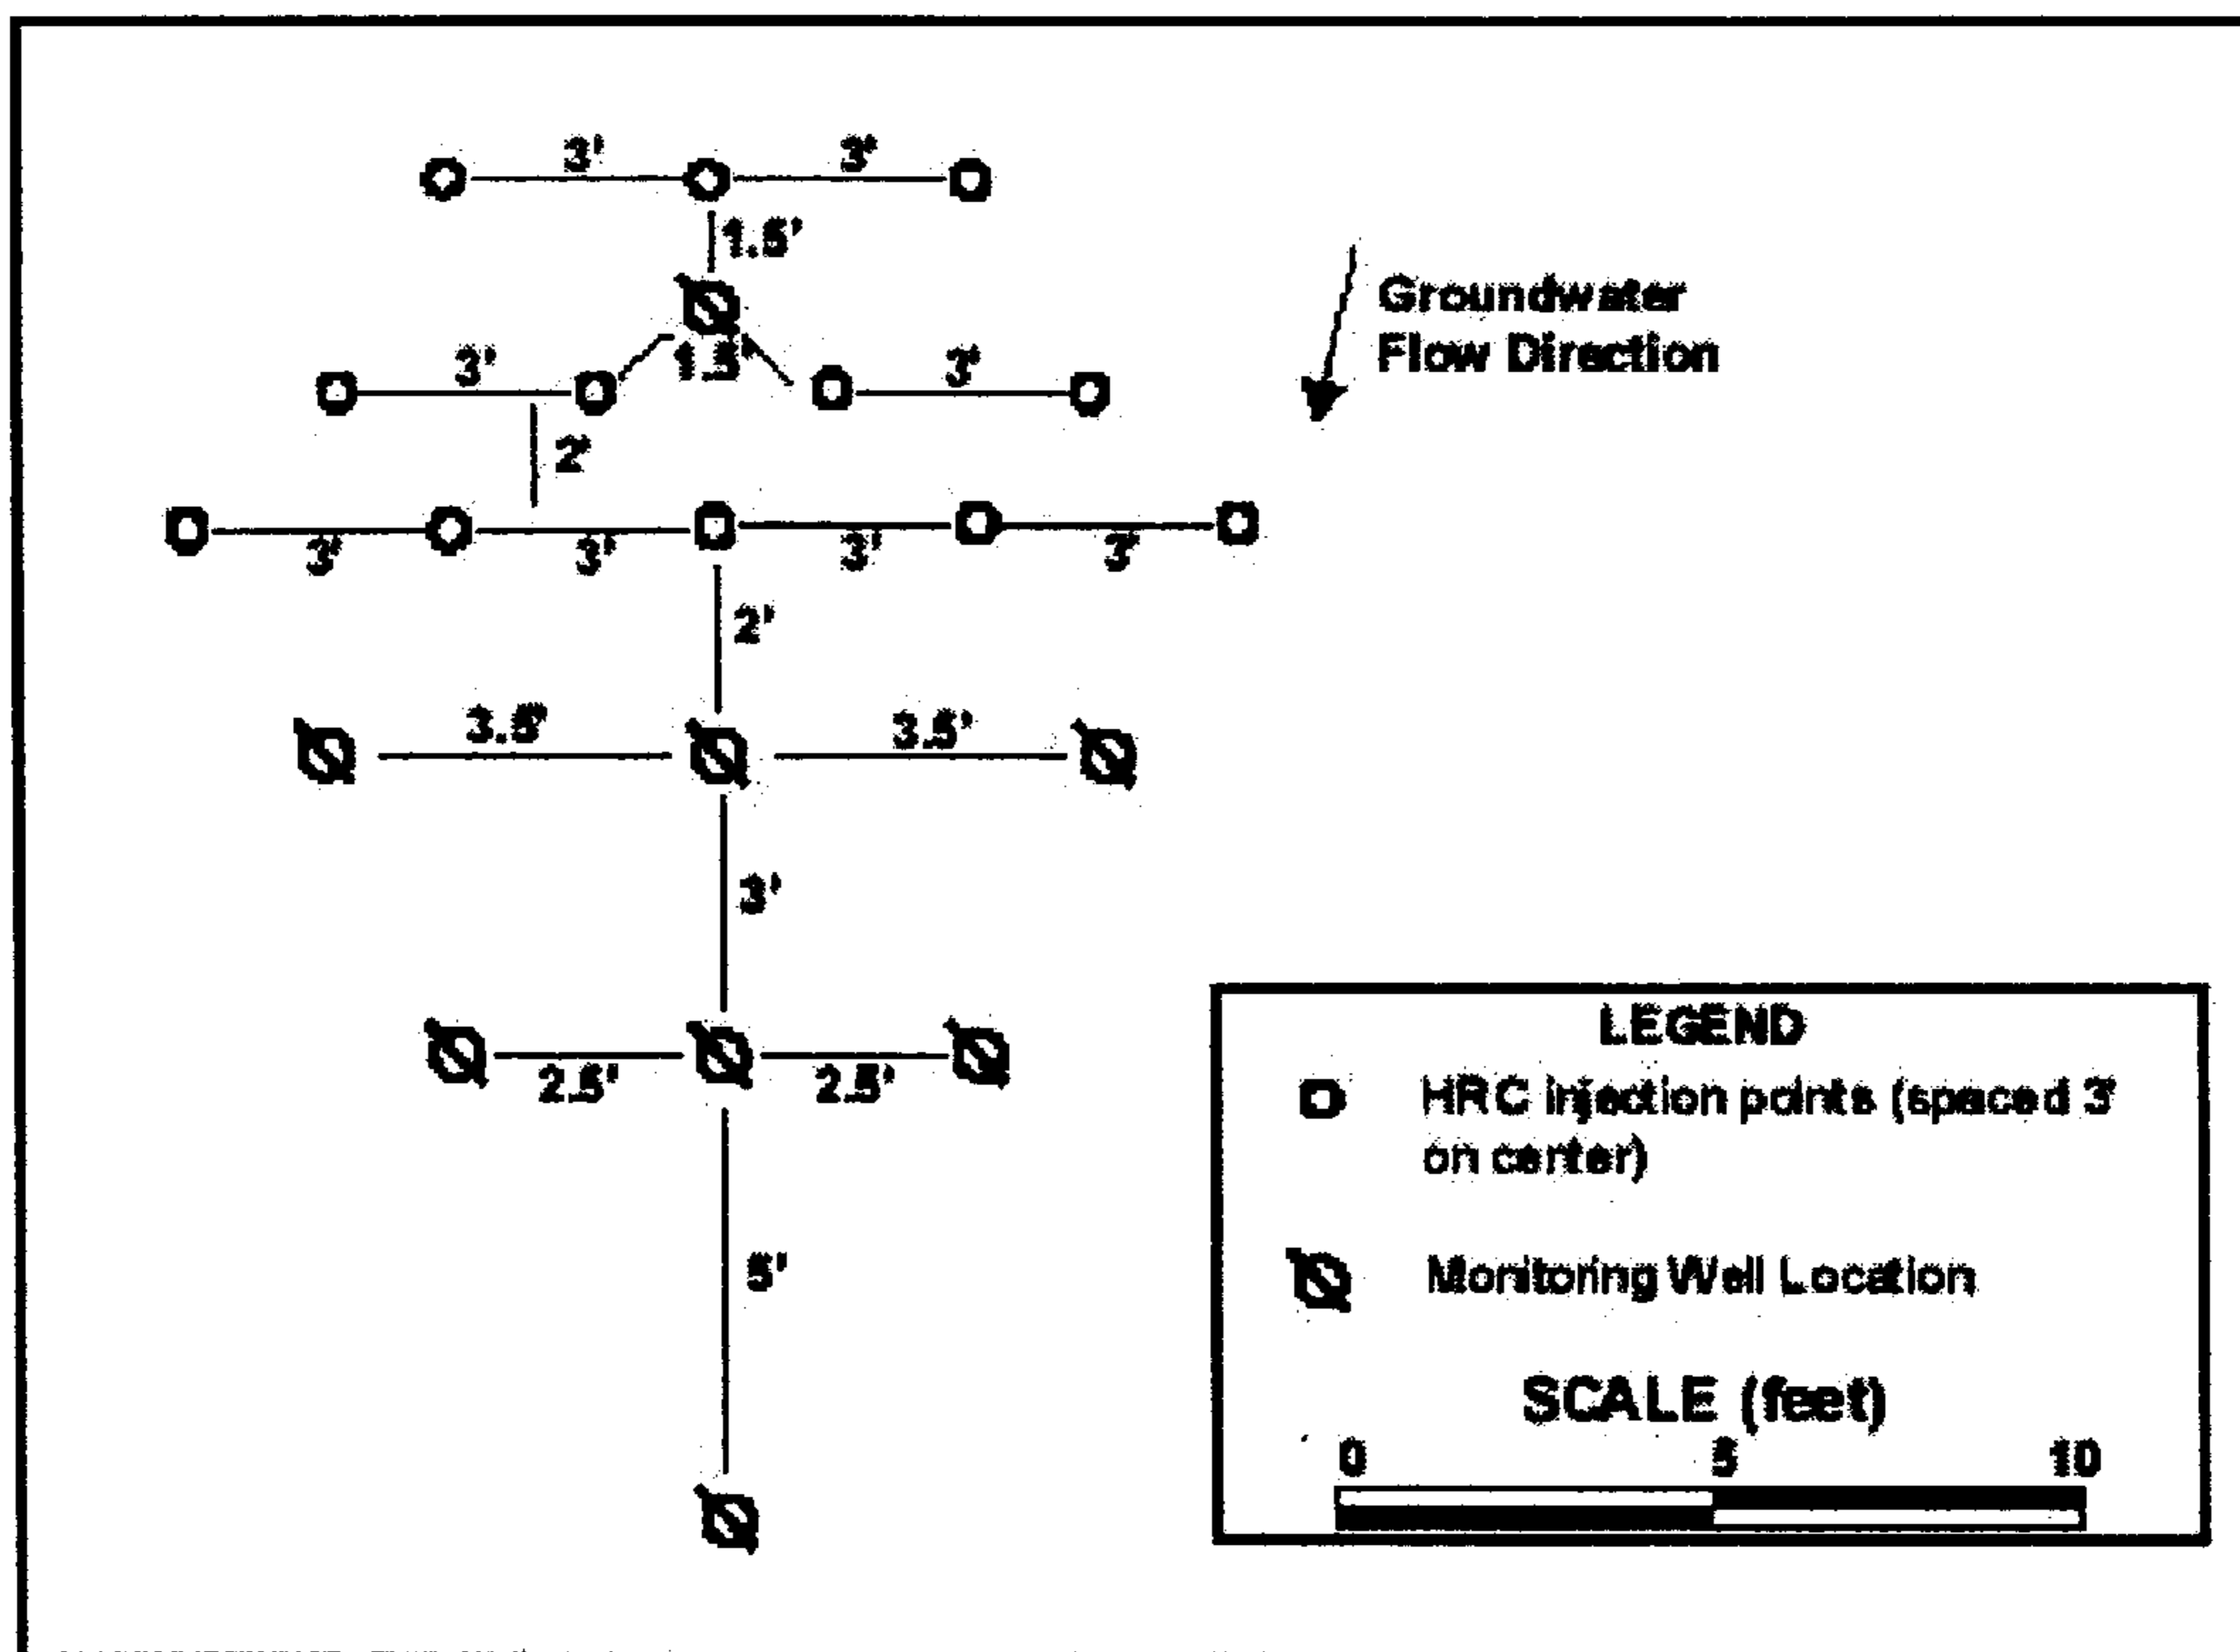 3' 3'
1.5'
1.5'
3' 3'
2'
3' 3' 3' 3'
2'
3.5' 3.5'
3'
2.5' 2.5'
5'
Groundwater
Flow Direction
LEGEND
HRC injection points (spaced 3'
on center)
Monitoring Well Location
SCALE (feet)
0 5 10